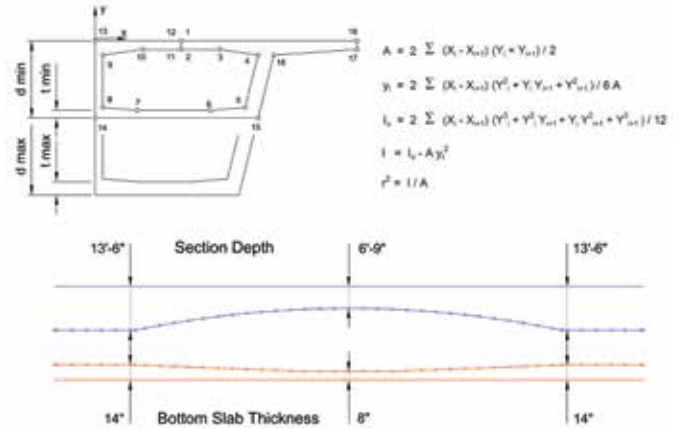 y
x
13
12
1
18
9
10
11
2
3
4
16
17
8
7
6
5
14
15
d min
t min
d max
t max
A = 2 Σ (Xᵢ - Xᵢ₊₁) (Yᵢ + Yᵢ₊₁) / 2
yₜ = 2 Σ (Xᵢ - Xᵢ₊₁) (Y²ᵢ + Yᵢ Yᵢ₊₁ + Y²ᵢ₊₁) / 6 A
Iₓ = 2 Σ (Xᵢ - Xᵢ₊₁) (Y³ᵢ + Y²ᵢ Yᵢ₊₁ + Yᵢ Y²ᵢ₊₁ + Y³ᵢ₊₁) / 12
I = Iₓ - A yₜ²
r² = I / A
13'-6" Section Depth 6'-9" 13'-6"
14" Bottom Slab Thickness 8" 14"